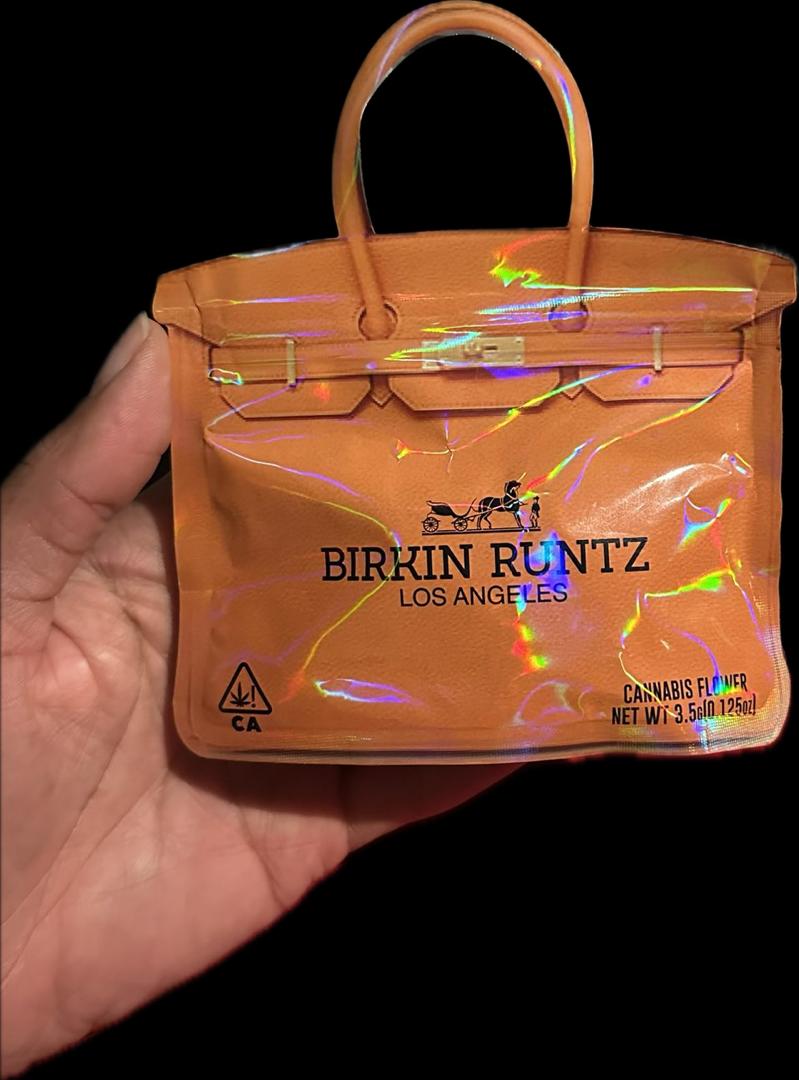 BIRKIN RUNTZ
LOS ANGELES
CA
CANNABIS FLOWER
NET WT 3.5g(0.125oz)